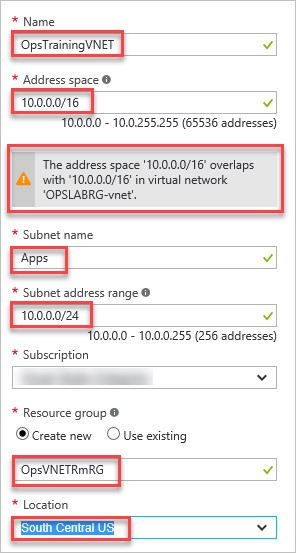 * Name
OpsTrainingVNET
* Address space
10.0.0.0/16
10.0.0.0 - 10.0.255.255 (65536 addresses)
The address space '10.0.0.0/16' overlaps
with '10.0.0.0/16' in virtual network
'OPSLABRG-vnet'.
* Subnet name
Apps
* Subnet address range
10.0.0.0/24
10.0.0.0 - 10.0.0.255 (256 addresses)
* Subscription
* Resource group
Create new Use existing
OpsVNETRmRG
* Location
South Central US